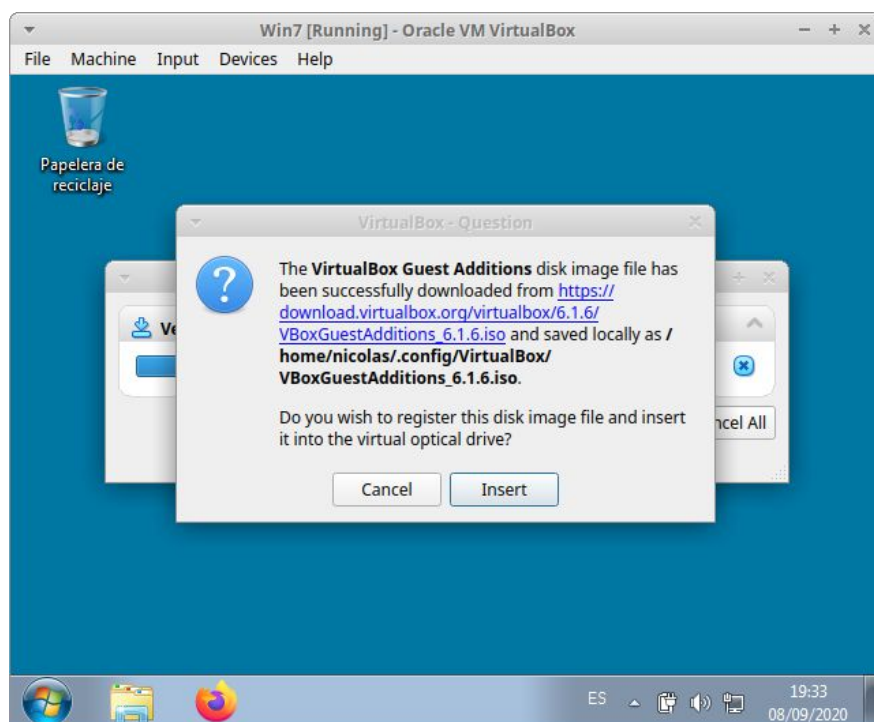 Win7 [Running] - Oracle VM VirtualBox
File Machine Input Devices Help
Papelera de
reciclaje
VirtualBox - Question
The VirtualBox Guest Additions disk image file has
been successfully downloaded from https://
download.virtualbox.org/virtualbox/6.1.6/
VBoxGuestAdditions_6.1.6.iso and saved locally as /
home/nicolas/.config/VirtualBox/
VBoxGuestAdditions_6.1.6.iso.
Do you wish to register this disk image file and insert
it into the virtual optical drive?
Cancel Insert
All
ES
19:33
08/09/2020